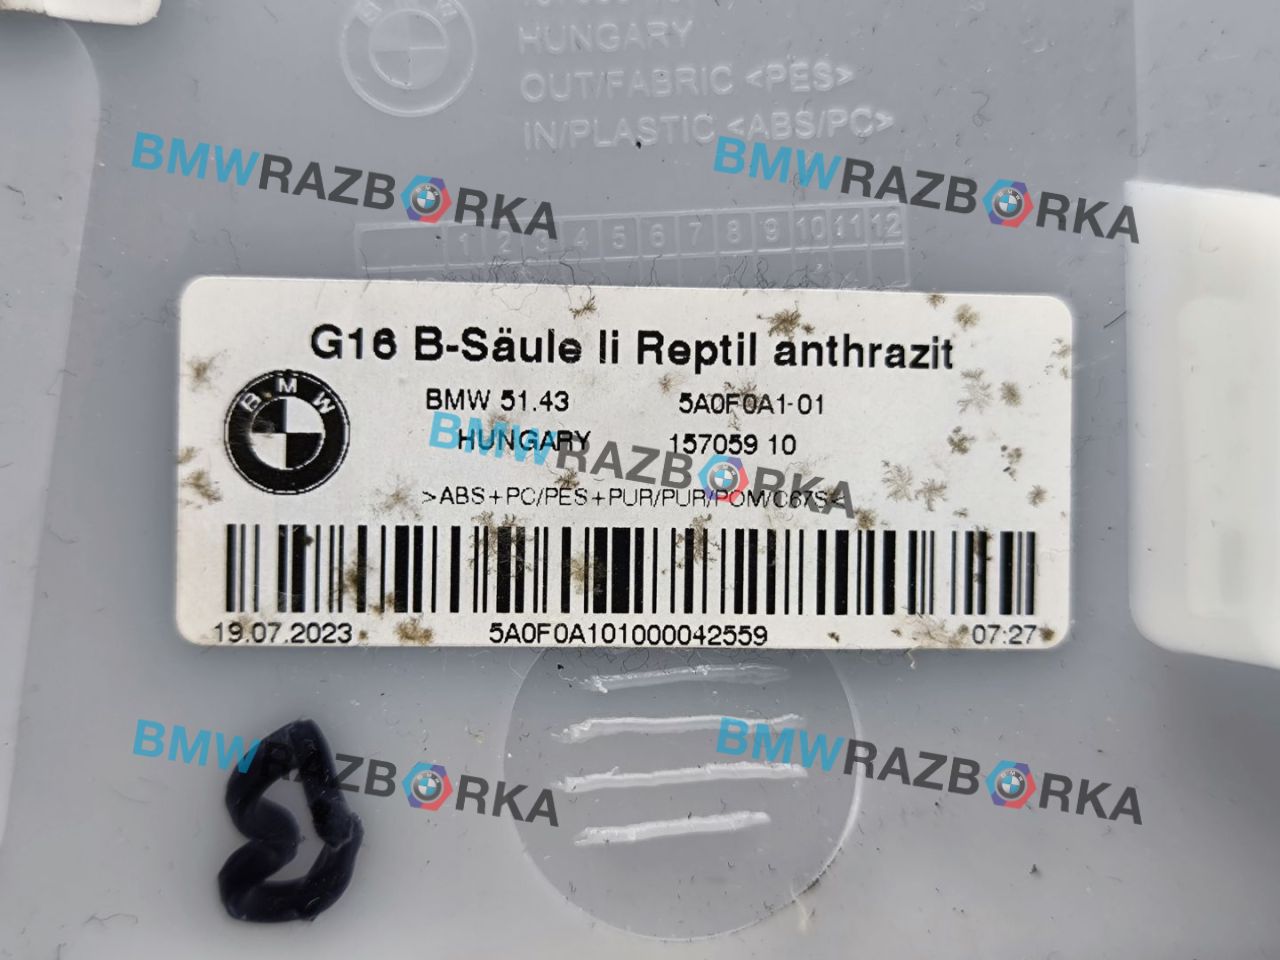 HUNGARY
OUT/FABRIC <PES>
IN/PLASTIC <ABS/PC>
BMWRAZBORKA BMWRAZBORKA
1 2 3 4 5 6 7 8 9 10 11 12
G16 B-Säule li Reptil anthrazit
BMW
BMW 51.43 5A0F0A1-01
HUNGARY 157059 10
BMWRAZBORKA
>ABS+PC/PES+PUR/PUR/POM/C67S<
19.07.2023 5A0F0A101000042559 07:27
BMWRAZBORKA BMWRAZBORKA